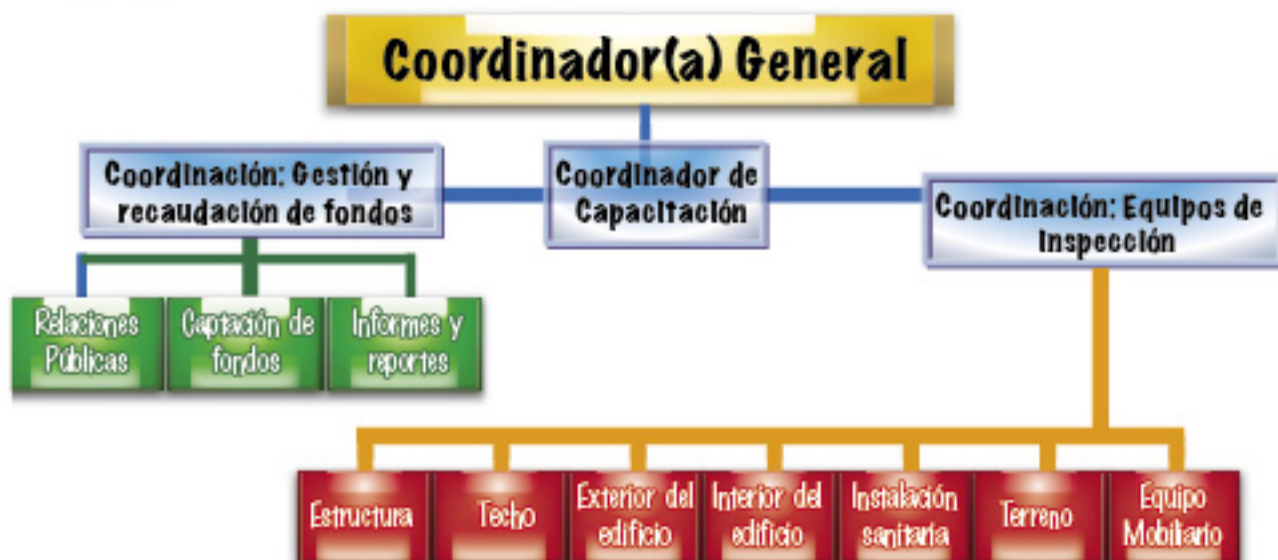 Coordinador(a) General
Coordinación: Gestión y
recaudación de fondos
Coordinador de
Capacitación
Coordinación: Equipos de
inspección
Relaciones
Públicas
Captación de
fondos
Informes y
reportes
Estructura
Techo
Exterior del
edificio
Interior del
edificio
Instalación
sanitaria
Terreno
Equipo
Mobiliario